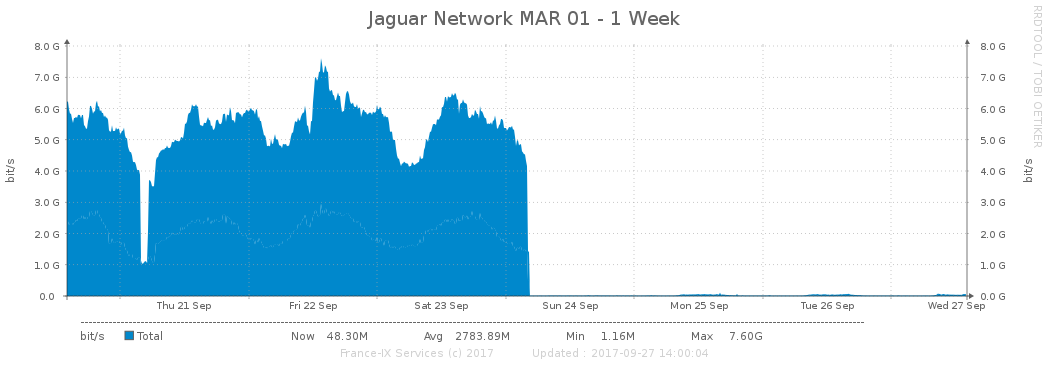 Jaguar Network MAR 01 - 1 Week
RRDTOOL / TOBI OETIKER
8.0 G 8.0 G
7.0 G 7.0 G
6.0 G 6.0 G
5.0 G 5.0 G
4.0 G 4.0 G
3.0 G 3.0 G
2.0 G 2.0 G
1.0 G 1.0 G
0.0 0.0 G
bit/s
bit/s
Thu 21 Sep Fri 22 Sep Sat 23 Sep Sun 24 Sep Mon 25 Sep Tue 26 Sep Wed 27 Sep
bit/s Total Now 48.30M Avg 2783.89M Min 1.16M Max 7.60G
France-IX Services (c) 2017 Updated : 2017-09-27 14:00:04